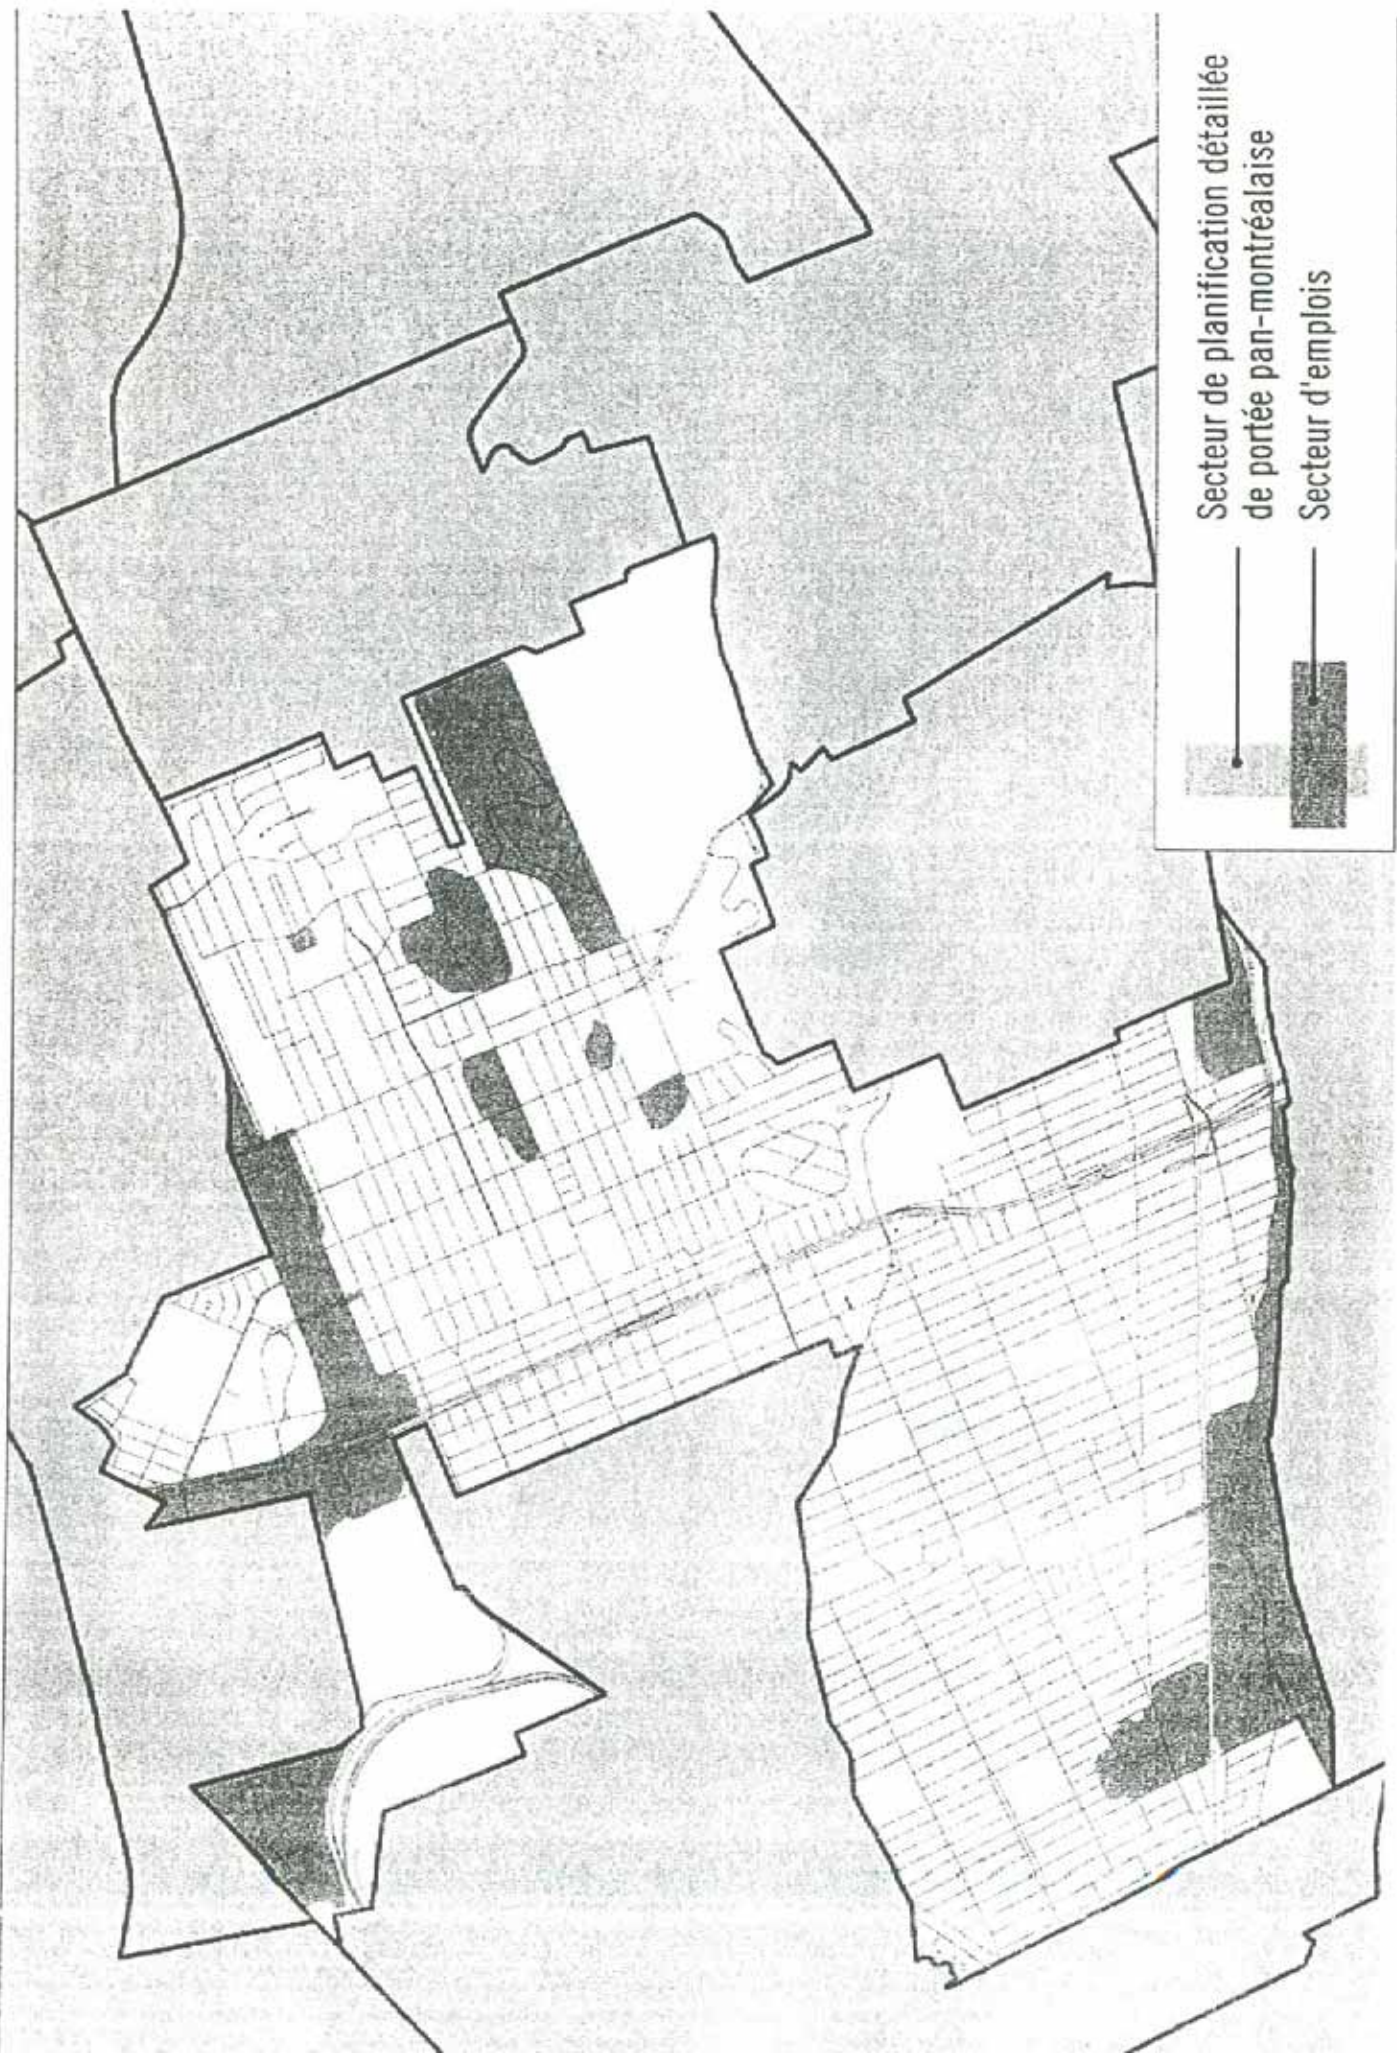 Secteur de planification détaillée
de portée pan-montréalaise
Secteur d'emplois